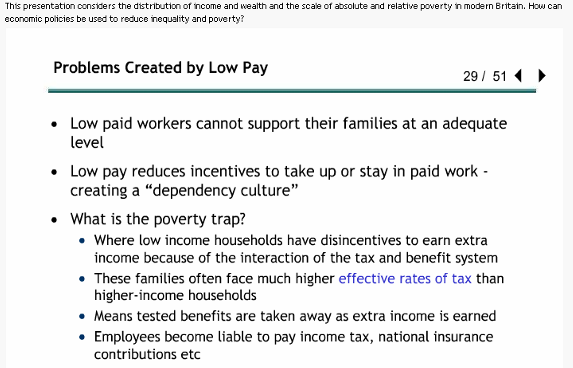 This presentation considers the distribution of income and wealth and the scale of absolute and relative poverty in modern Britain. How can
economic policies be used to reduce inequality and poverty?
Problems Created by Low Pay
29 / 51
• Low paid workers cannot support their families at an adequate
level
• Low pay reduces incentives to take up or stay in paid work -
creating a “dependency culture”
• What is the poverty trap?
• Where low income households have disincentives to earn extra
income because of the interaction of the tax and benefit system
• These families often face much higher effective rates of tax than
higher-income households
• Means tested benefits are taken away as extra income is earned
• Employees become liable to pay income tax, national insurance
contributions etc